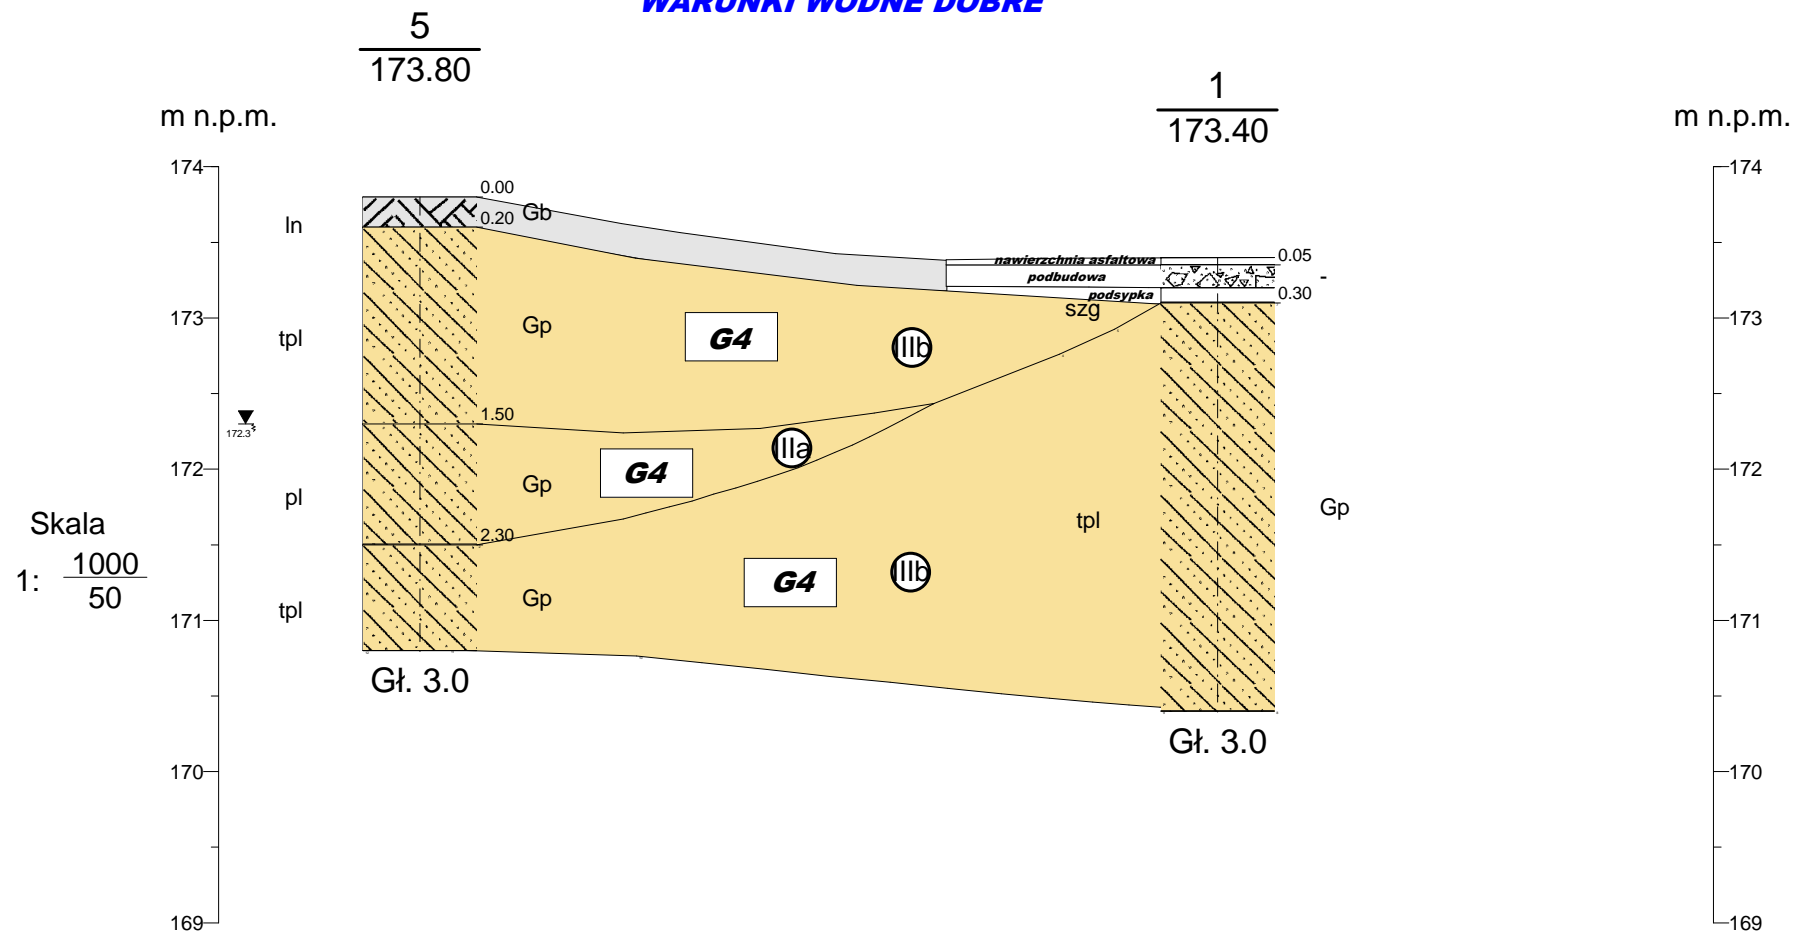 WARUNKI WODNE DOBRE
5
173.80
1
173.40
m n.p.m.
m n.p.m.
174
174
0.00
Gb
0.20
ln
nawierzchnia asfaltowa
0.05
podbudowa
-
podsypka
0.30
szg
173
173
Gp
G4
IIIb
tpl
1.50
172.3
IIa
172
172
G4
Gp
pl
Gp
Skala
1: 1000
50
2.30
tpl
G4
IIIb
Gp
tpl
171
171
Gł. 3.0
Gł. 3.0
170
170
169
169